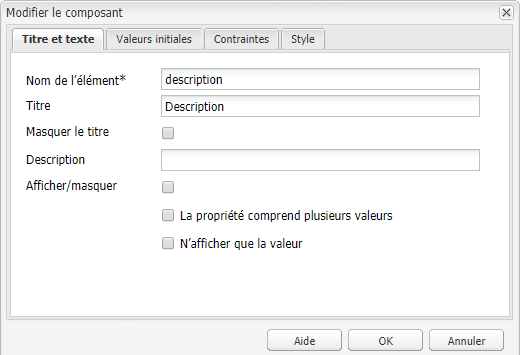 Modifier le composant
Titre et texte Valeurs initiales Contraintes Style
Nom de l’élément* description
Titre Description
Masquer le titre
Description
Afficher/masquer
La propriété comprend plusieurs valeurs
N’afficher que la valeur
Aide OK Annuler